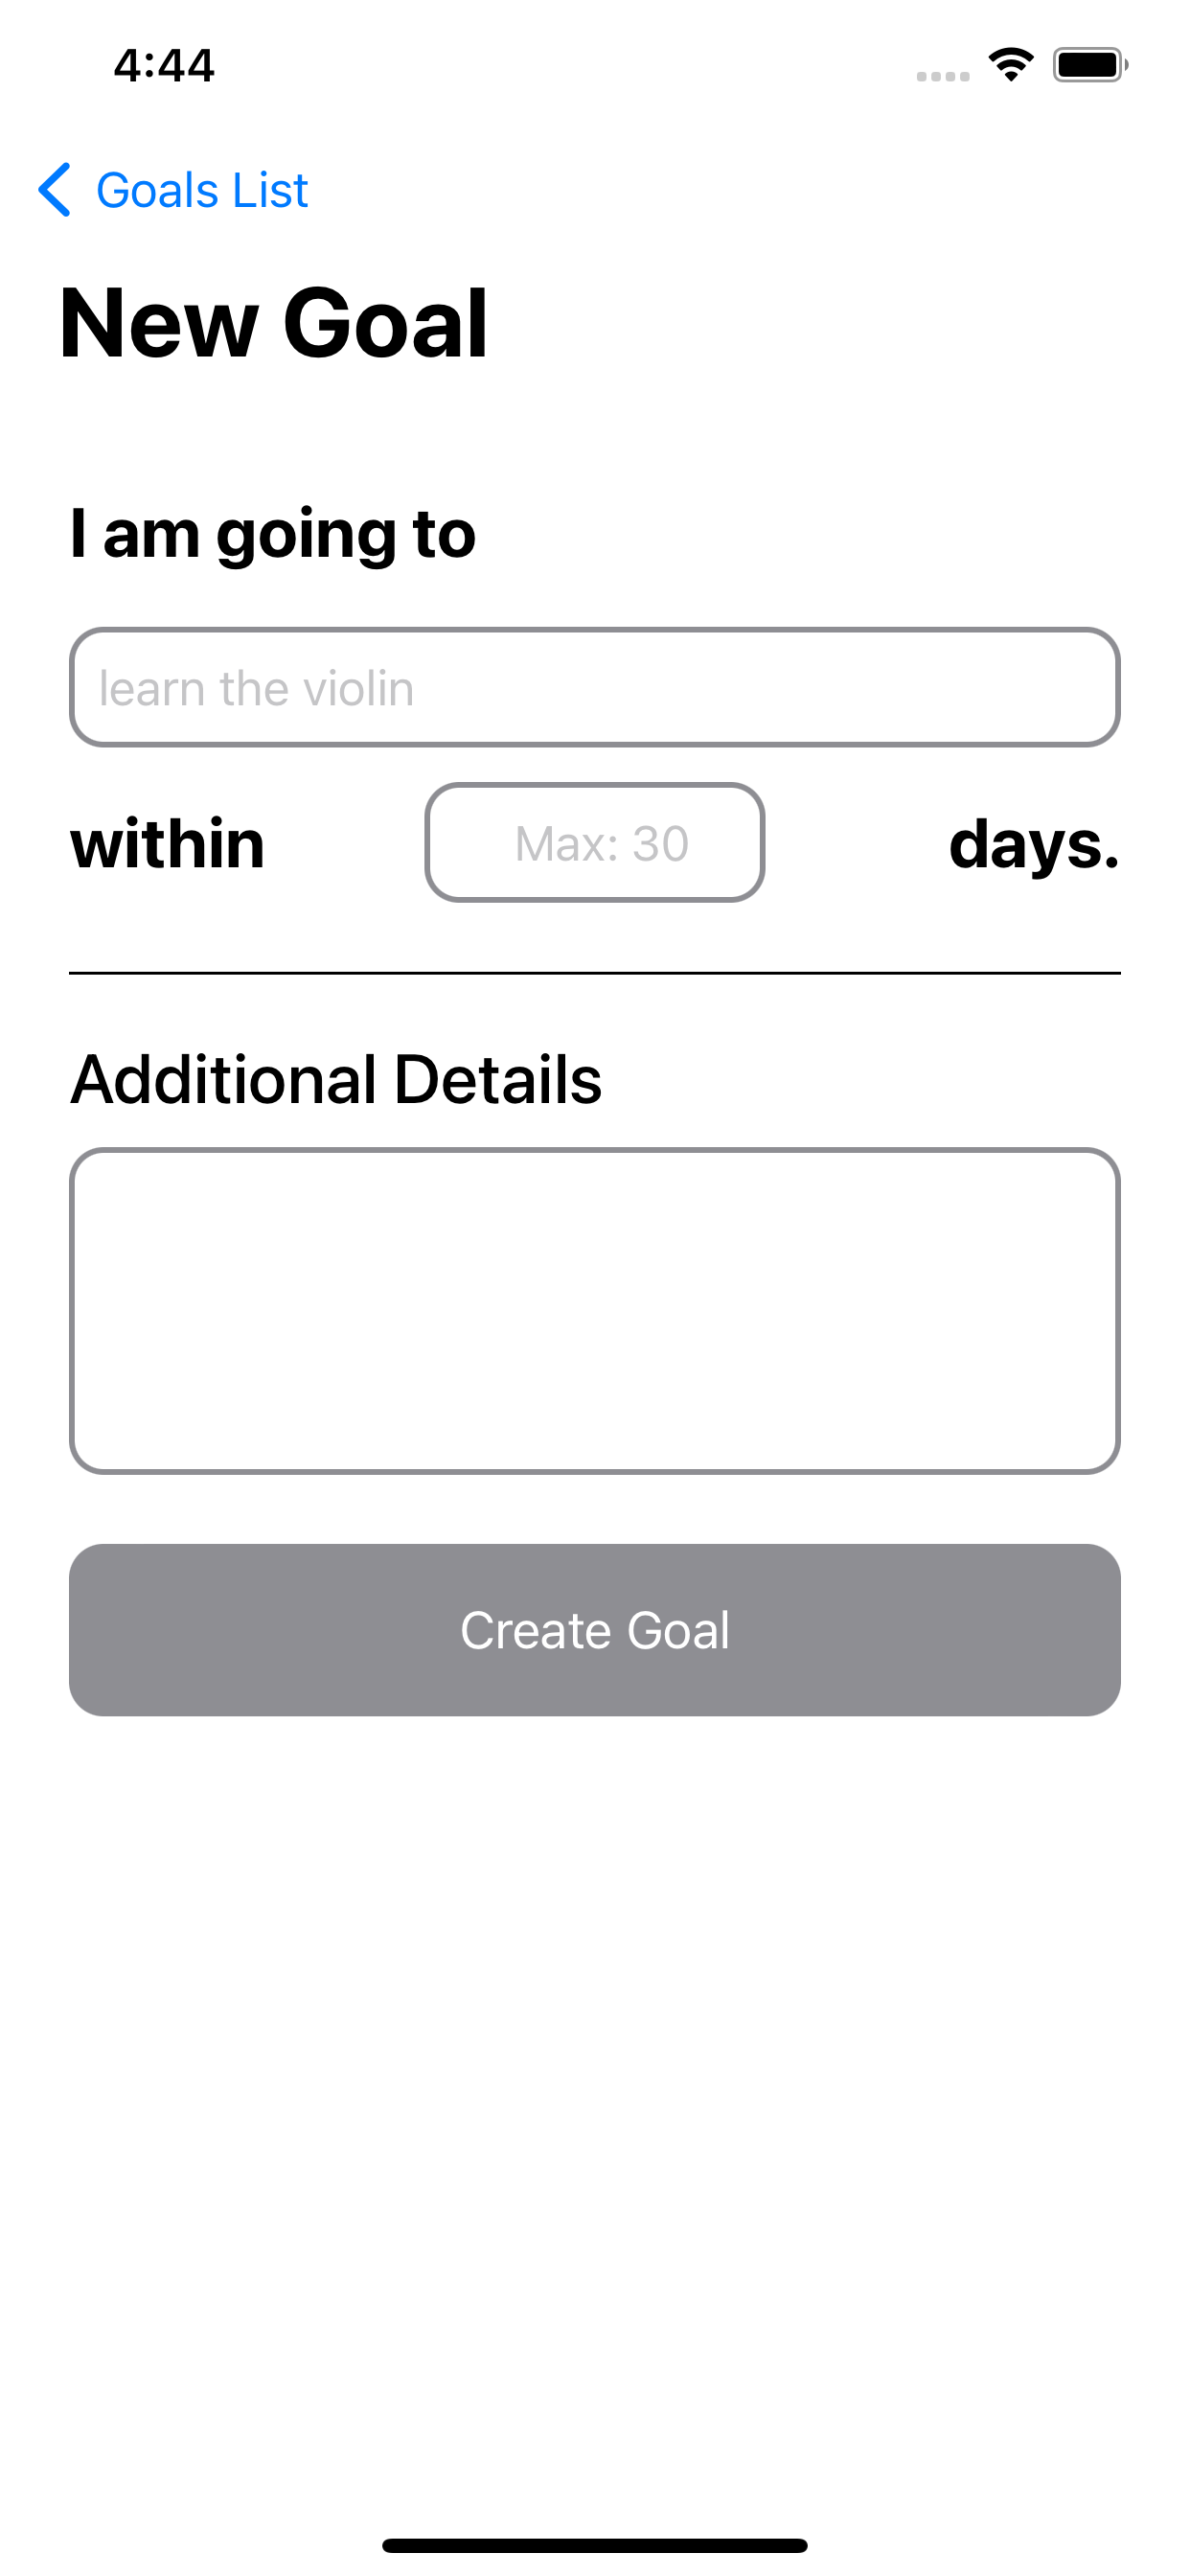 4:44
Goals List
New Goal
I am going to
learn the violin
within Max: 30 days.
Additional Details
Create Goal